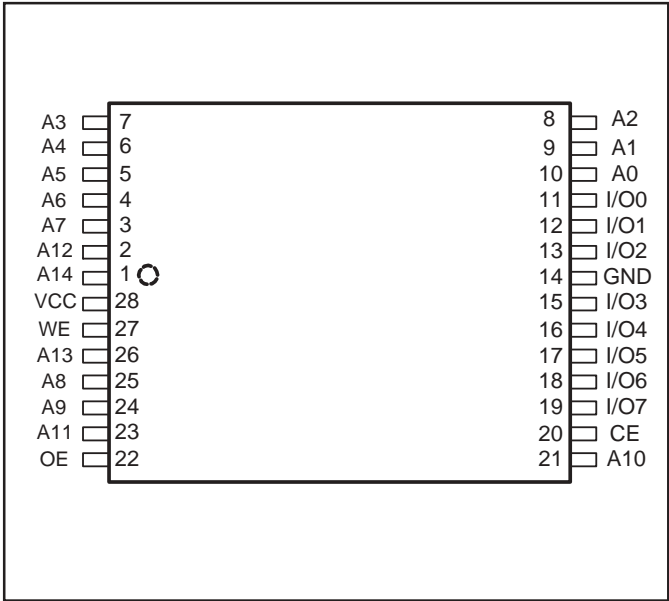 A3 7 8 A2
A4 6 9 A1
A5 5 10 A0
A6 4 11 I/O0
A7 3 12 I/O1
A12 2 13 I/O2
A14 1 14 GND
VCC 28 15 I/O3
WE 27 16 I/O4
A13 26 17 I/O5
A8 25 18 I/O6
A9 24 19 I/O7
A11 23 20 CE
OE 22 21 A10